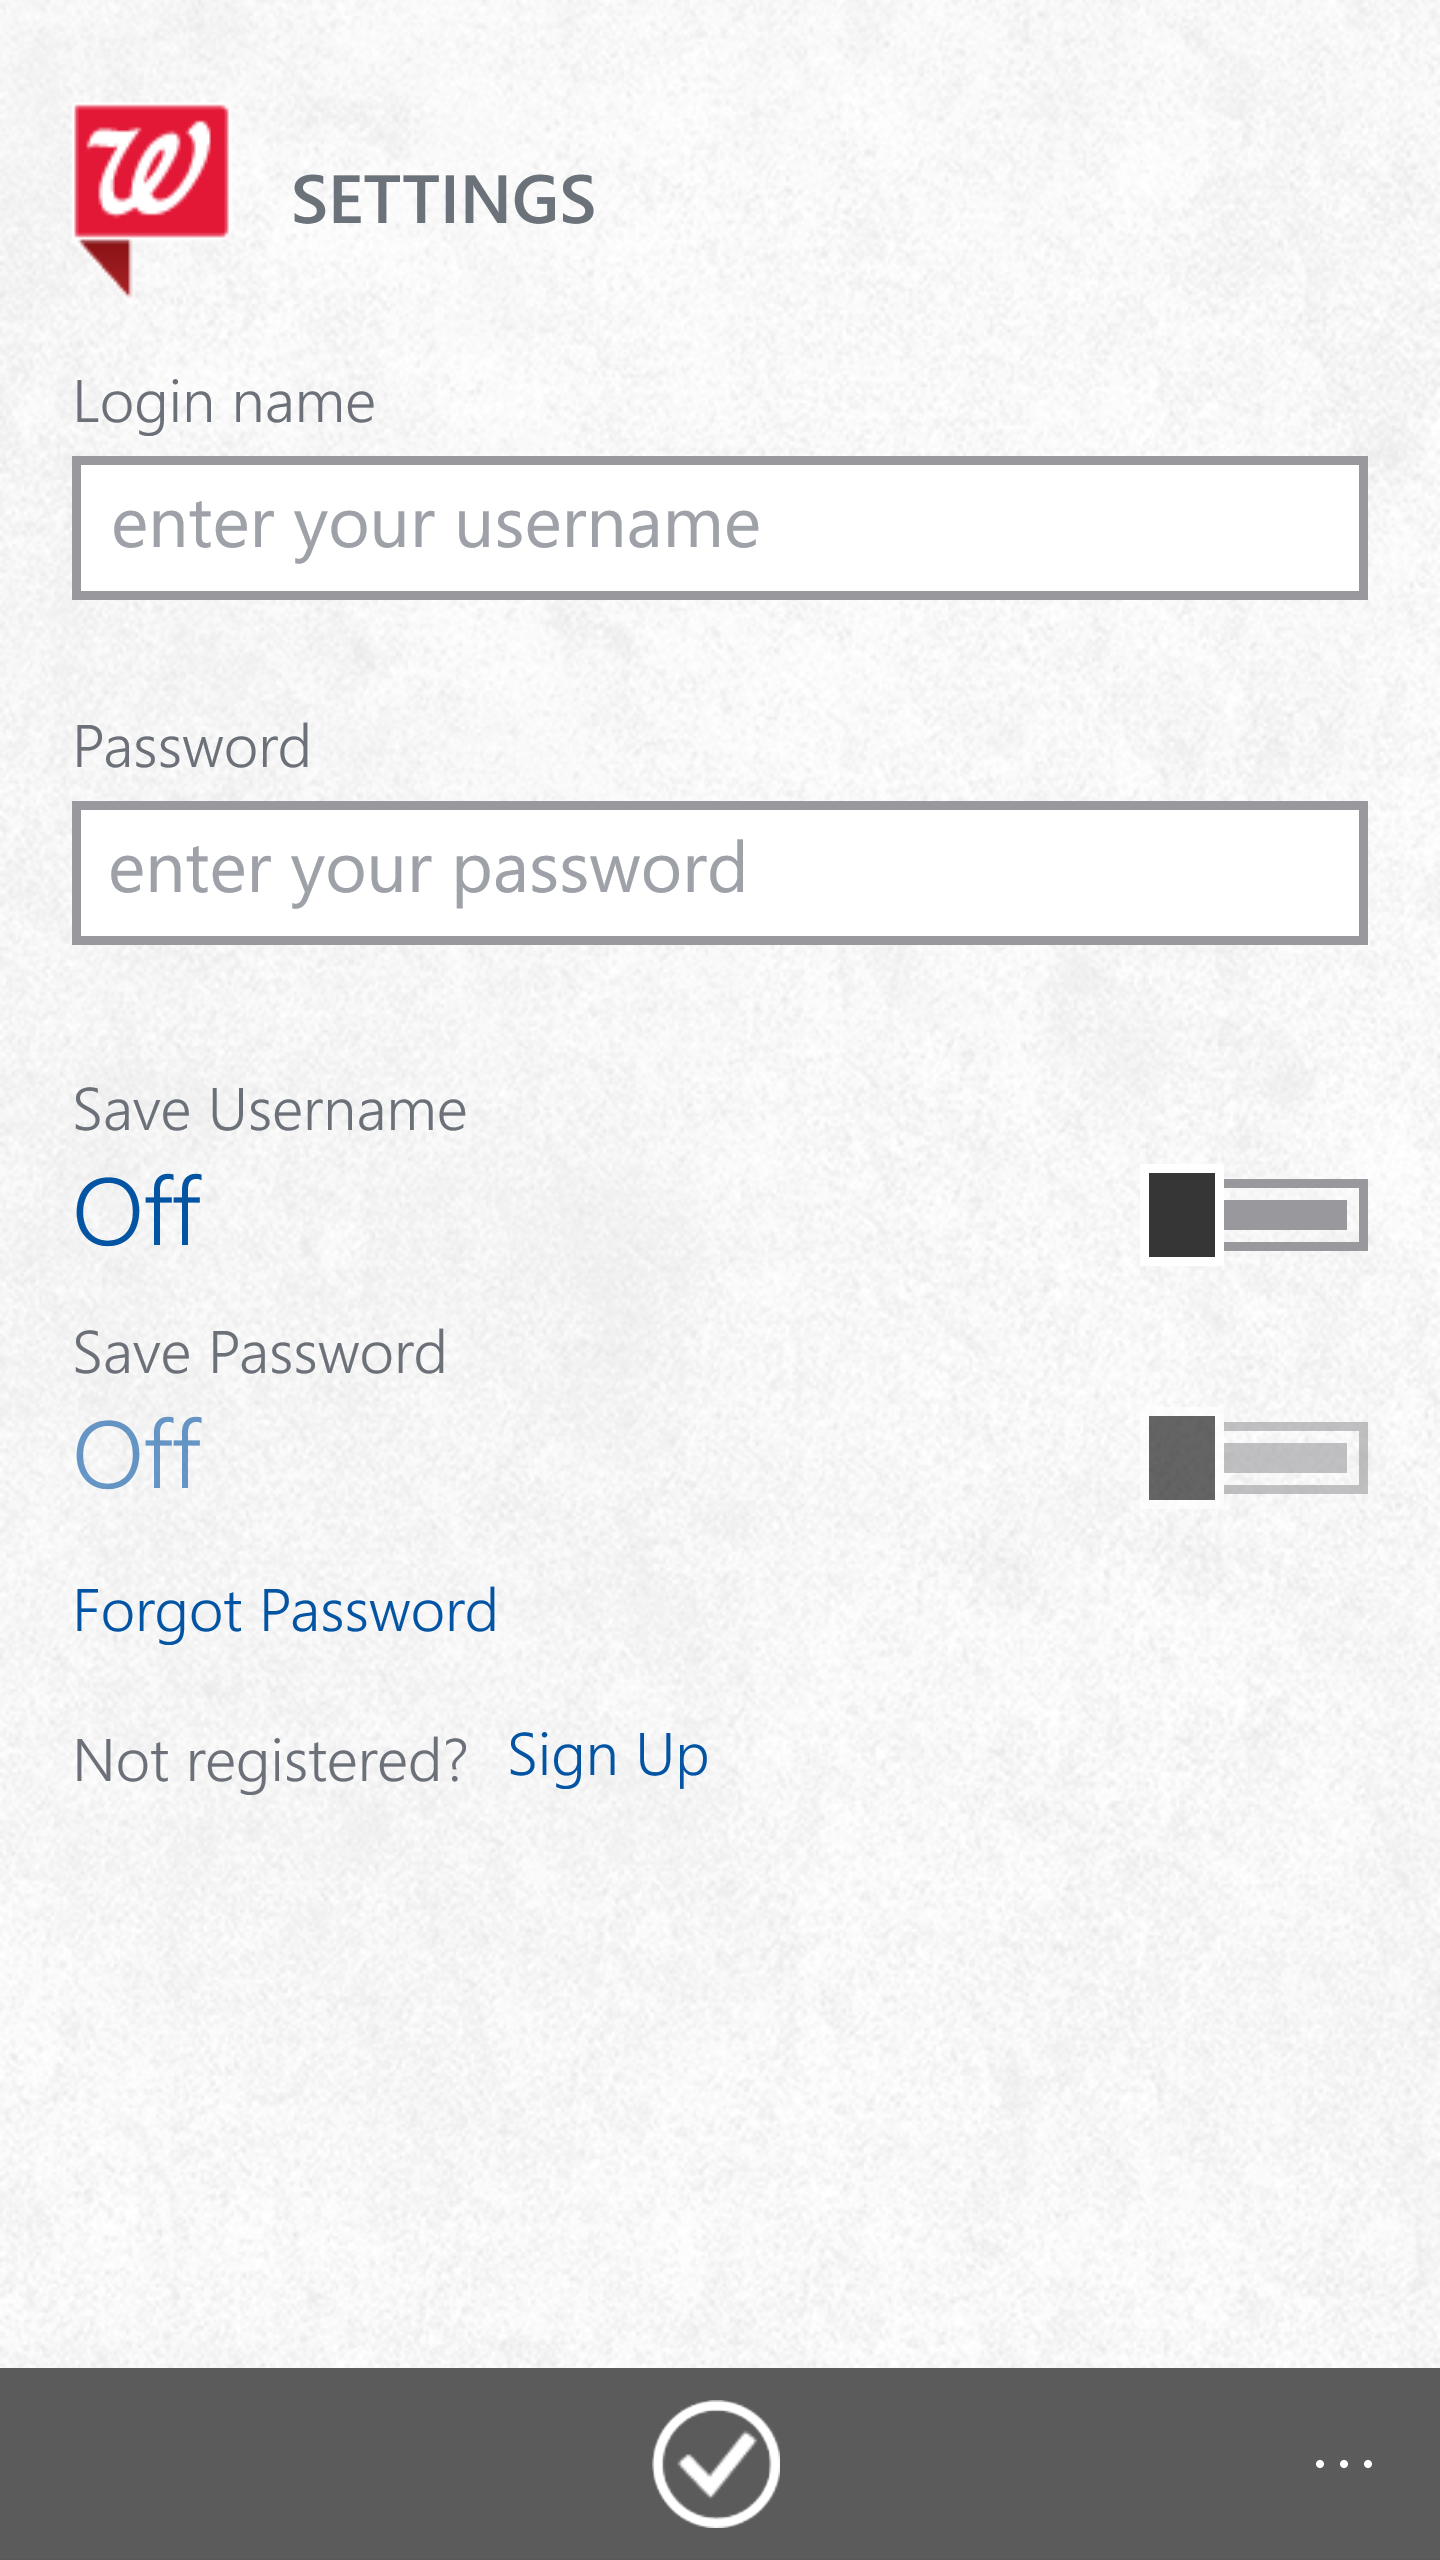 W
SETTINGS
Login name
enter your username
Password
enter your password
Save Username
Off
Save Password
Off
Forgot Password
Not registered? Sign Up